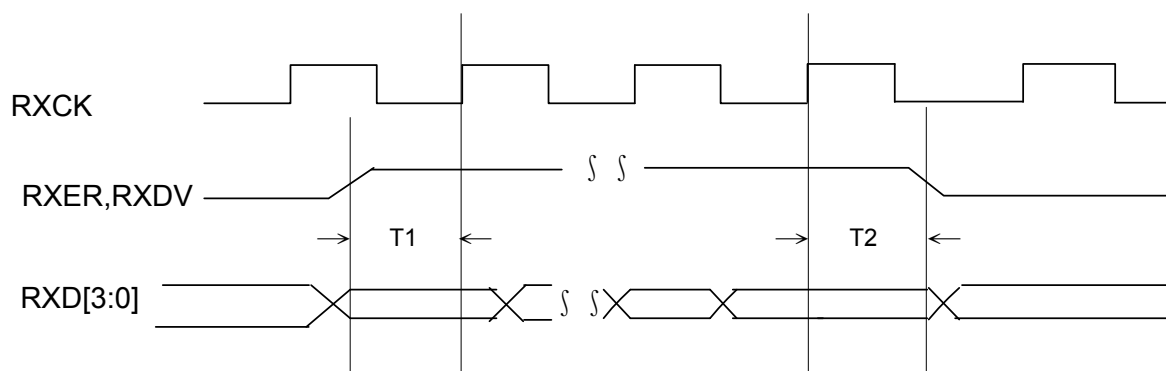 RXCK
RXER,RXDV
T1
T2
RXD[3:0]